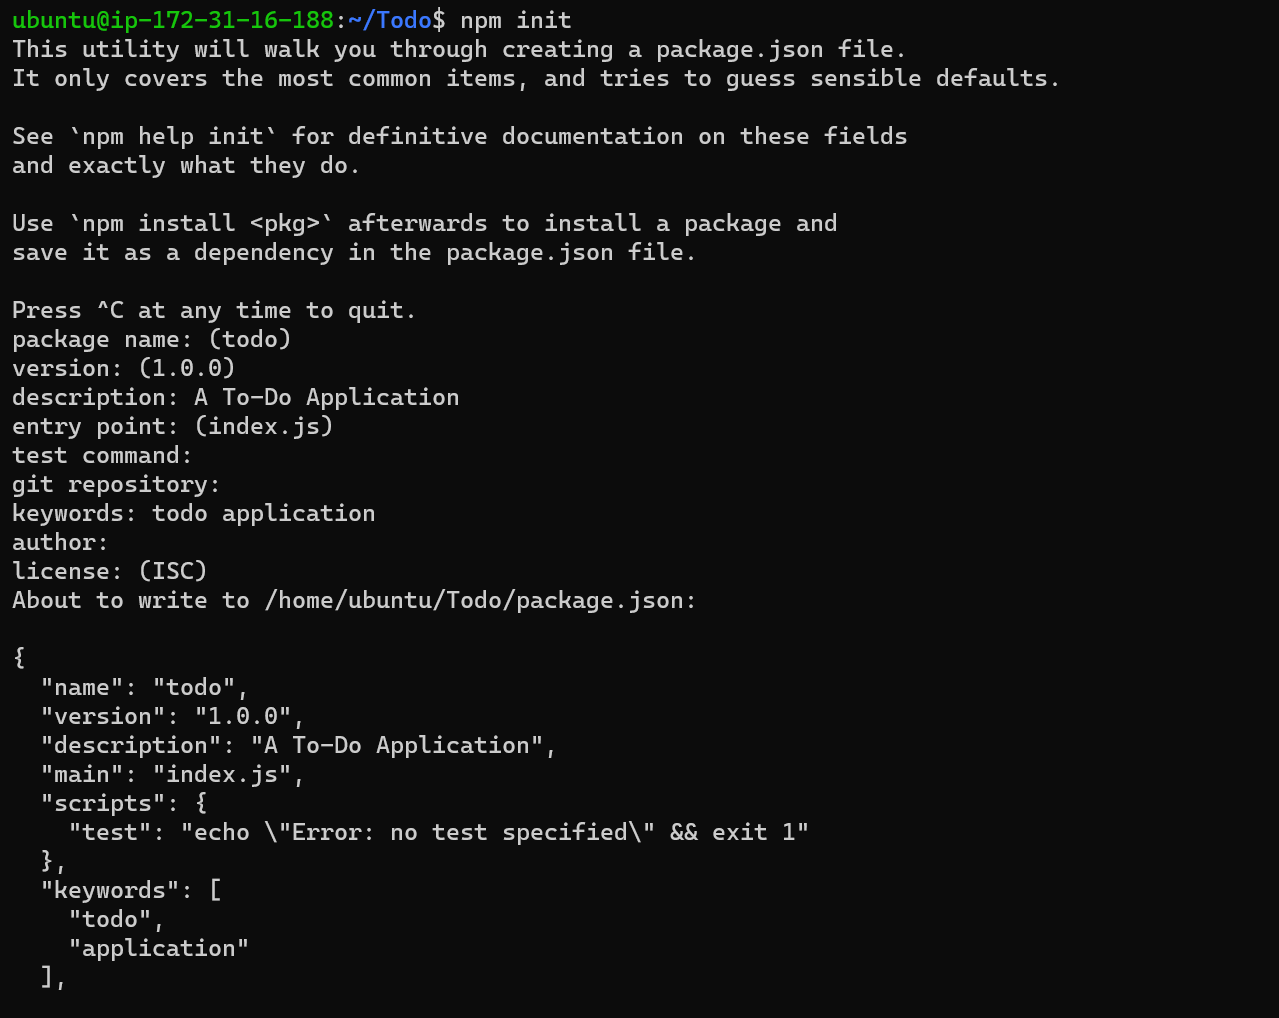 ubuntu@ip-172-31-16-188:~/Todo$ npm init
This utility will walk you through creating a package.json file.
It only covers the most common items, and tries to guess sensible defaults.

See `npm help init` for definitive documentation on these fields
and exactly what they do.

Use `npm install <pkg>` afterwards to install a package and
save it as a dependency in the package.json file.

Press ^C at any time to quit.
package name: (todo)
version: (1.0.0)
description: A To-Do Application
entry point: (index.js)
test command:
git repository:
keywords: todo application
author:
license: (ISC)
About to write to /home/ubuntu/Todo/package.json:

{
  "name": "todo",
  "version": "1.0.0",
  "description": "A To-Do Application",
  "main": "index.js",
  "scripts": {
    "test": "echo \"Error: no test specified\" && exit 1"
  },
  "keywords": [
    "todo",
    "application"
  ],